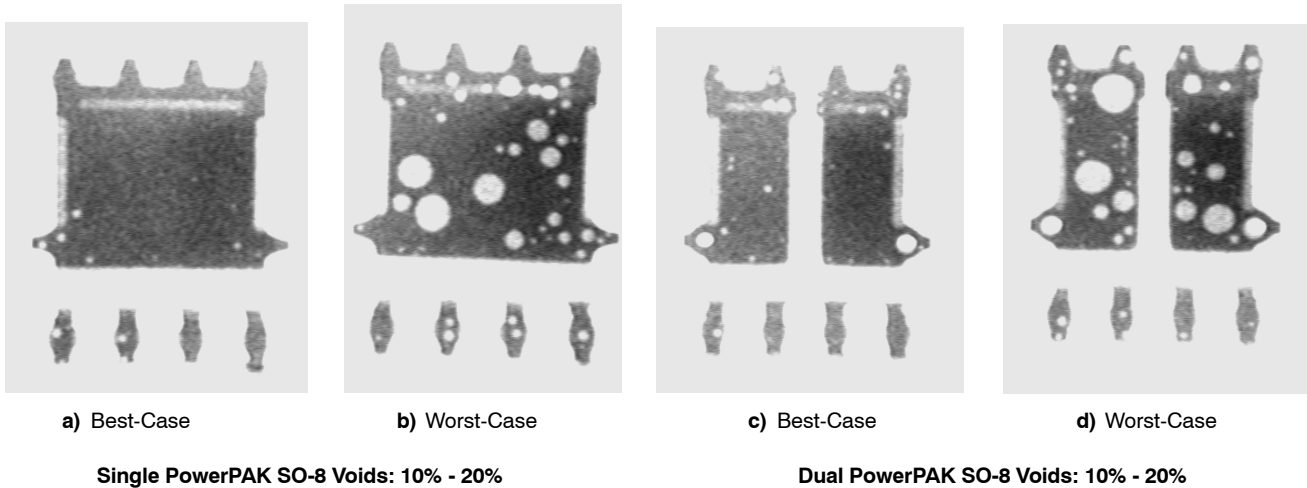 a) Best-Case
b) Worst-Case
c) Best-Case
d) Worst-Case
Single PowerPAK SO-8 Voids: 10% - 20%
Dual PowerPAK SO-8 Voids: 10% - 20%